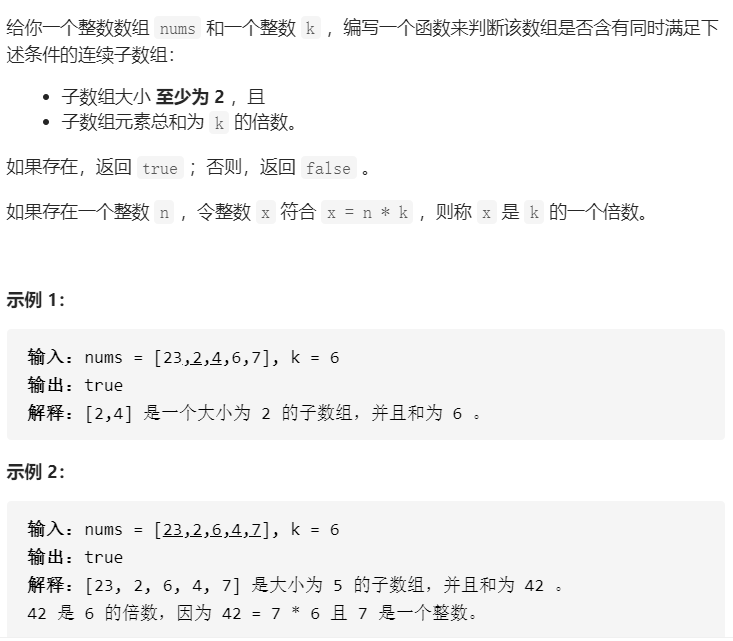 给你一个整数数组 nums 和一个整数 k ，编写一个函数来判断该数组是否含有同时满足下
述条件的连续子数组：
• 子数组大小 至少为 2 ，且
• 子数组元素总和为 k 的倍数。
如果存在，返回 true ；否则，返回 false 。
如果存在一个整数 n ，令整数 x 符合 x = n * k ，则称 x 是 k 的一个倍数。
示例 1：
输入：nums = [23,2,4,6,7], k = 6
输出：true
解释：[2,4] 是一个大小为 2 的子数组，并且和为 6 。
示例 2：
输入：nums = [23,2,6,4,7], k = 6
输出：true
解释：[23, 2, 6, 4, 7] 是大小为 5 的子数组，并且和为 42 。
42 是 6 的倍数，因为 42 = 7 * 6 且 7 是一个整数。